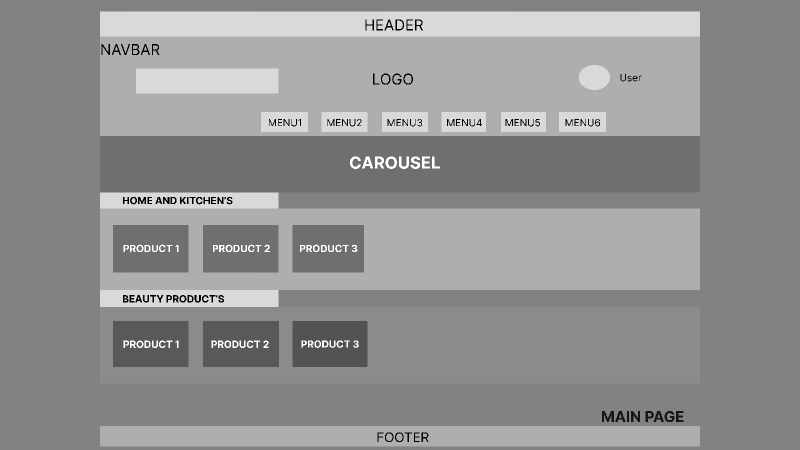 HEADER
NAVBAR
LOGO
User
MENU1 MENU2 MENU3 MENU4 MENU5 MENU6
CAROUSEL
HOME AND KITCHEN'S
PRODUCT 1 PRODUCT 2 PRODUCT 3
BEAUTY PRODUCT'S
PRODUCT 1 PRODUCT 2 PRODUCT 3
MAIN PAGE
FOOTER